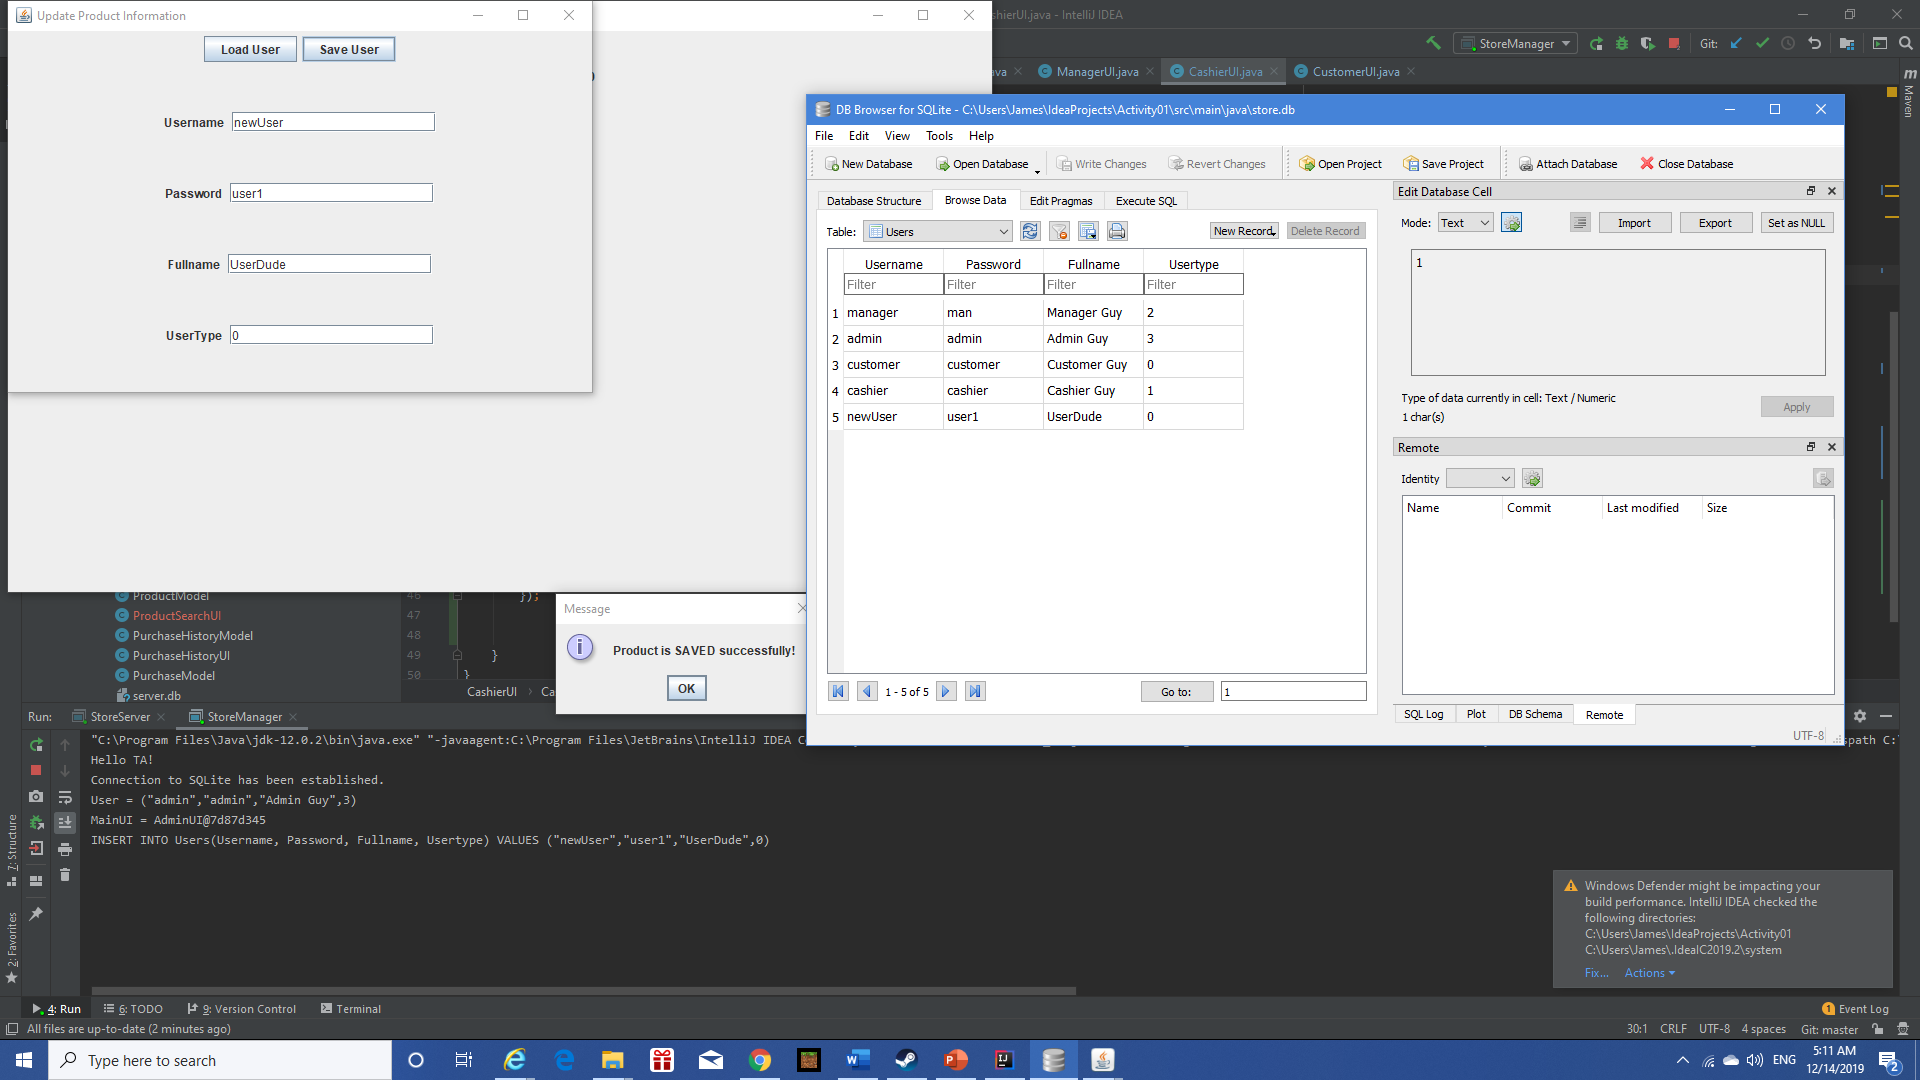 Update Product Information
Load User
Save User
Username
newUser
Password
user1
Fullname
UserDude
UserType
0
shierUI.java - IntelliJ IDEA
StoreManager
Git:
ava
ManagerUI.java
CashierUI.java
CustomerUI.java
Maven
DB Browser for SQLite - C:\Users\James\IdeaProjects\Activity01\src\main\java\store.db
File Edit View Tools Help
New Database Open Database Write Changes Revert Changes Open Project Save Project Attach Database Close Database
Database Structure Browse Data Edit Pragmas Execute SQL
Table: Users New Record Delete Record
Username Password Fullname Usertype
Filter Filter Filter Filter
1 manager man Manager Guy 2
2 admin admin Admin Guy 3
3 customer customer Customer Guy 0
4 cashier cashier Cashier Guy 1
5 newUser user1 UserDude 0
1 - 5 of 5
Go to: 1
Edit Database Cell
Mode: Text Import Export Set as NULL
1
Type of data currently in cell: Text / Numeric
1 char(s)
Apply
Remote
Identity
Name Commit Last modified Size
SQL Log Plot DB Schema Remote
UTF-8
ProductModel
ProductSearchUI
PurchaseHistoryModel
PurchaseHistoryUI
PurchaseModel
server.db
46 });
47
48
49 }
50 }
CashierUI Ca
Message
Product is SAVED successfully!
OK
Run: StoreServer StoreManager
"C:\Program Files\Java\jdk-12.0.2\bin\java.exe" "-javaagent:C:\Program Files\JetBrains\IntelliJ IDEA C
spath C:
Hello TA!
Connection to SQLite has been established.
User = ("admin","admin","Admin Guy",3)
MainUI = AdminUI@7d87d345
INSERT INTO Users(Username, Password, Fullname, Usertype) VALUES ("newUser","user1","UserDude",0)
7: Structure
2: Favorites
Windows Defender might be impacting your
build performance. IntelliJ IDEA checked the
following directories:
C:\Users\James\IdeaProjects\Activity01
C:\Users\James\.IdeaIC2019.2\system
Fix... Actions
4: Run 6: TODO 9: Version Control Terminal
1 Event Log
All files are up-to-date (2 minutes ago)
30:1 CRLF UTF-8 4 spaces Git: master
Type here to search
ENG
5:11 AM
12/14/2019
2